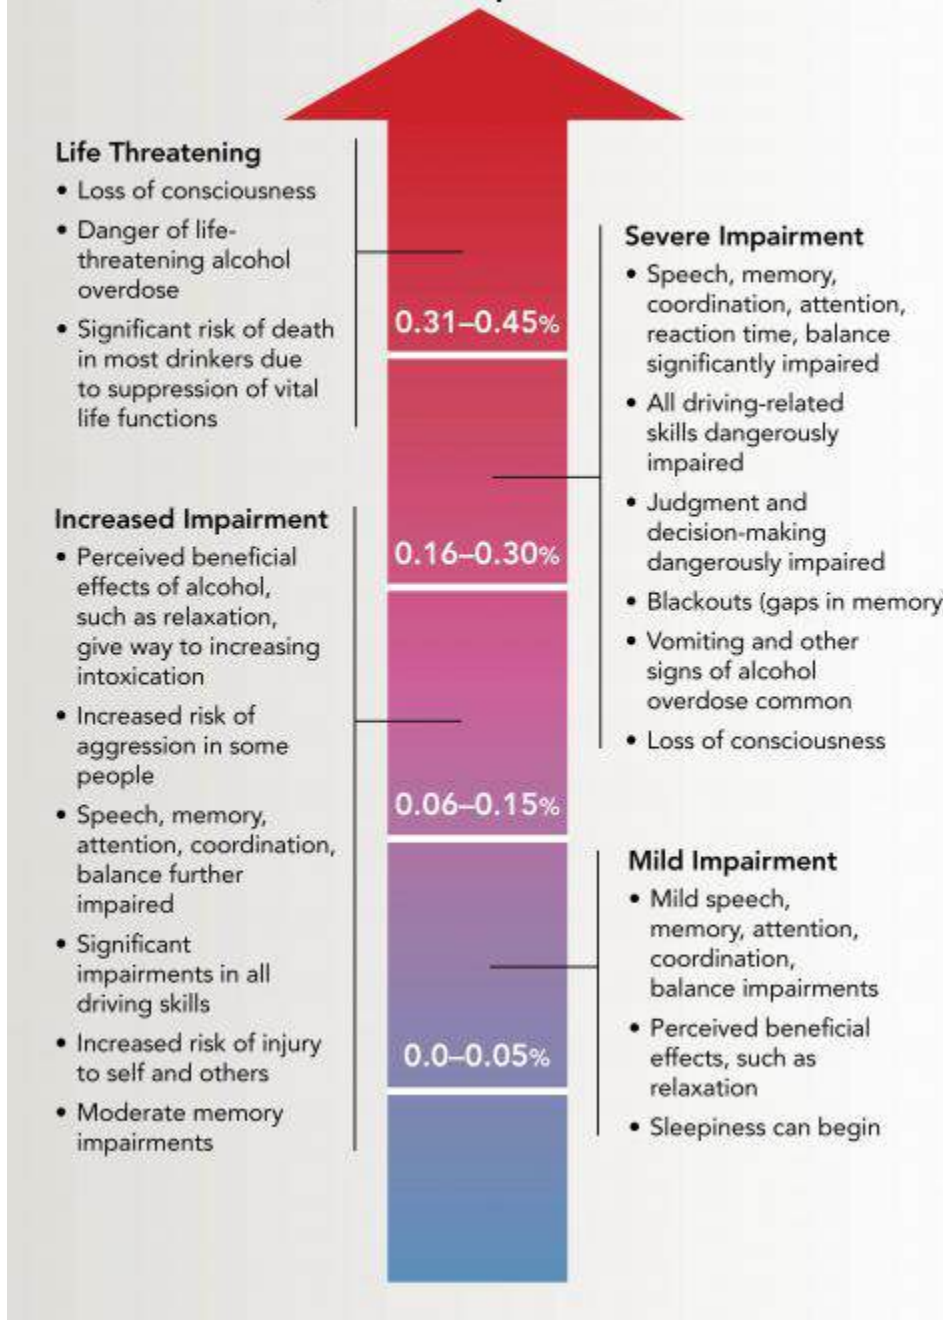 Life Threatening
• Loss of consciousness
• Danger of life-
threatening alcohol
overdose
• Significant risk of death
in most drinkers due
to suppression of vital
life functions
0.31–0.45%
Severe Impairment
• Speech, memory,
coordination, attention,
reaction time, balance
significantly impaired
• All driving-related
skills dangerously
impaired
• Judgment and
decision-making
dangerously impaired
• Blackouts (gaps in memory
• Vomiting and other
signs of alcohol
overdose common
• Loss of consciousness
0.16–0.30%
Increased Impairment
• Perceived beneficial
effects of alcohol,
such as relaxation,
give way to increasing
intoxication
• Increased risk of
aggression in some
people
• Speech, memory,
attention, coordination,
balance further
impaired
• Significant
impairments in all
driving skills
• Increased risk of injury
to self and others
• Moderate memory
impairments
0.06–0.15%
Mild Impairment
• Mild speech,
memory, attention,
coordination,
balance impairments
• Perceived beneficial
effects, such as
relaxation
• Sleepiness can begin
0.0–0.05%